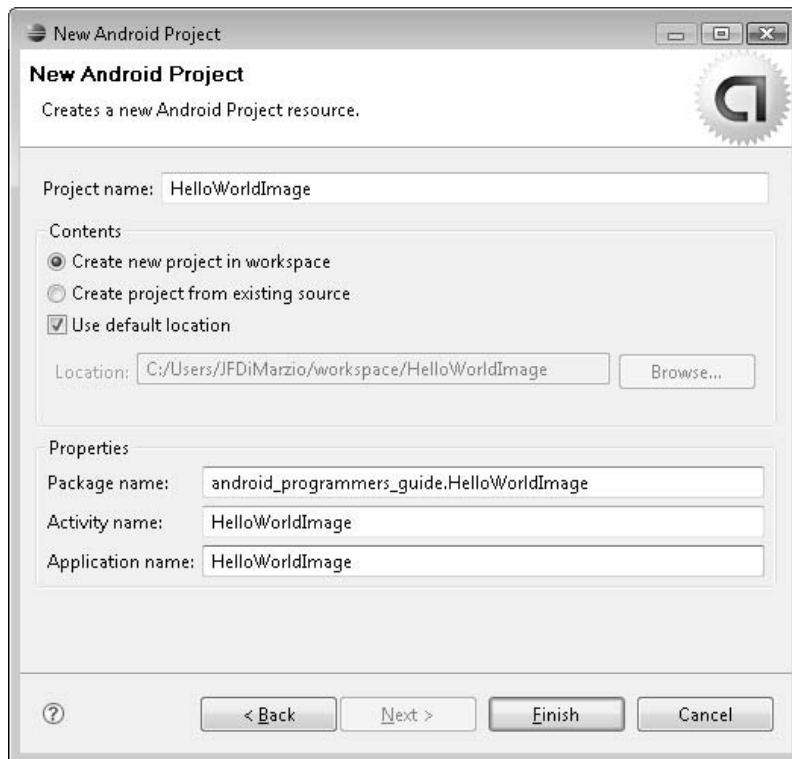 New Android Project
New Android Project
Creates a new Android Project resource.
Project name: HelloWorldImage
Contents
Create new project in workspace
Create project from existing source
Use default location
Location: C:/Users/JFDiMarzio/workspace/HelloWorldImage Browse...
Properties
Package name: android_programmers_guide.HelloWorldImage
Activity name: HelloWorldImage
Application name: HelloWorldImage
? < Back Next > Finish Cancel